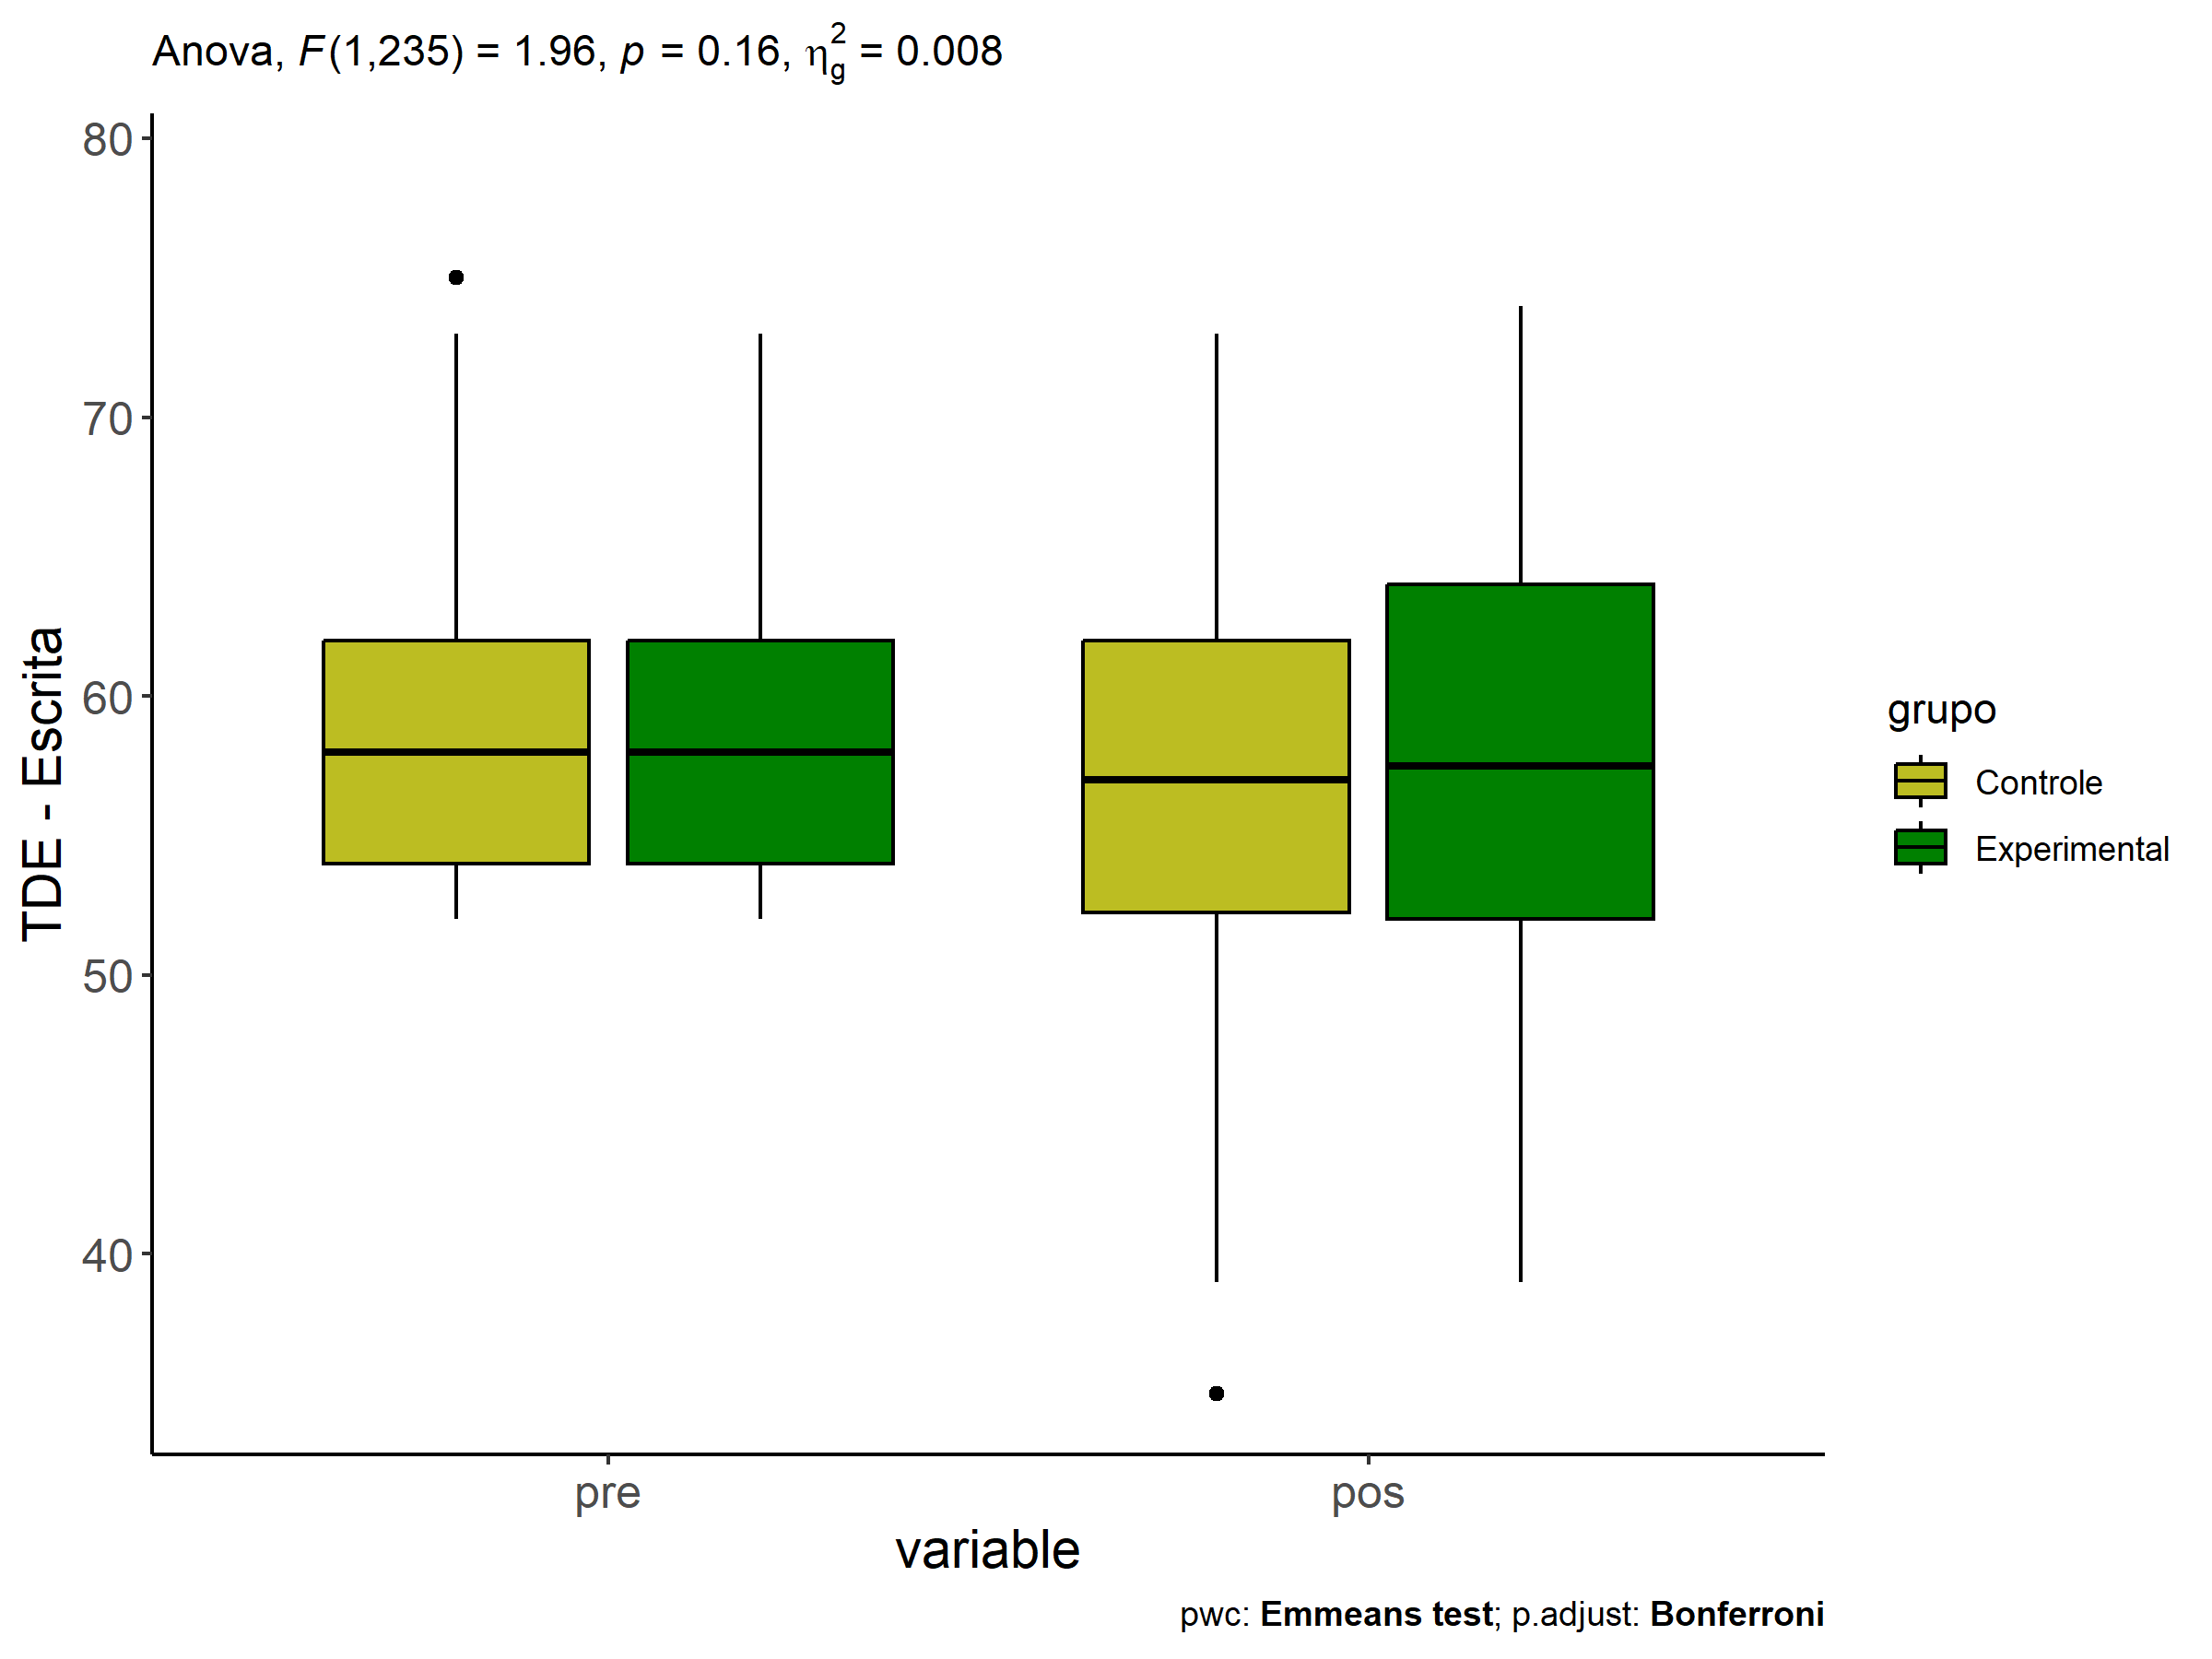 Anova, F(1,235) = 1.96, p = 0.16, η²g = 0.008
80
70
60
50
40
TDE - Escrita
pre
pos
variable
grupo
Controle
Experimental
pwc: Emmeans test; p.adjust: Bonferroni